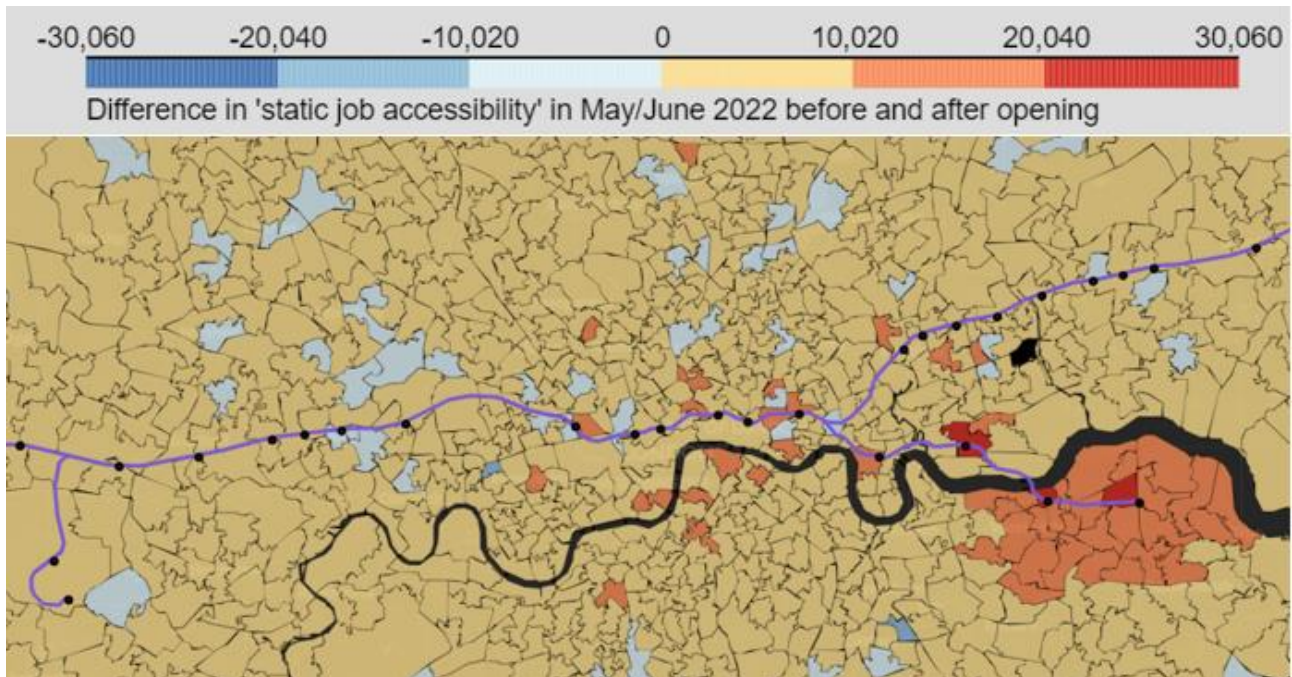 -30,060 -20,040 -10,020 0 10,020 20,040 30,060
Difference in 'static job accessibility' in May/June 2022 before and after opening